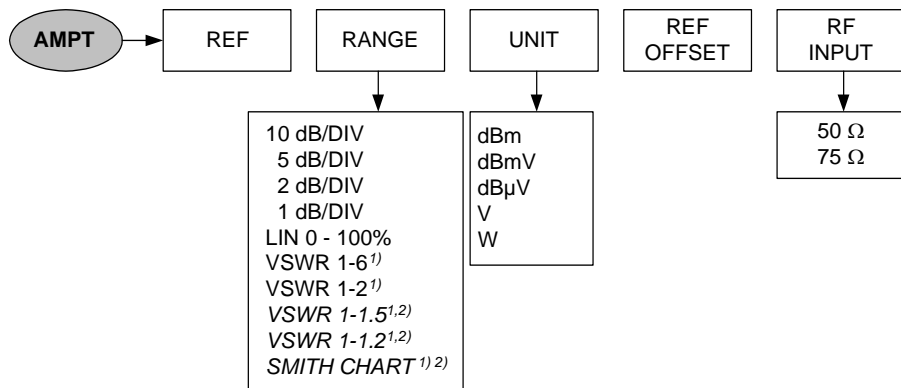 AMPT
REF
RANGE
UNIT
REF
OFFSET
RF
INPUT
10 dB/DIV
5 dB/DIV
2 dB/DIV
1 dB/DIV
LIN 0 - 100%
VSWR 1-6 1)
VSWR 1-2 1)
VSWR 1-1.5 1,2)
VSWR 1-1.2 1,2)
SMITH CHART 1) 2)
dBm
dBmV
dBµV
V
W
50 Ω
75 Ω